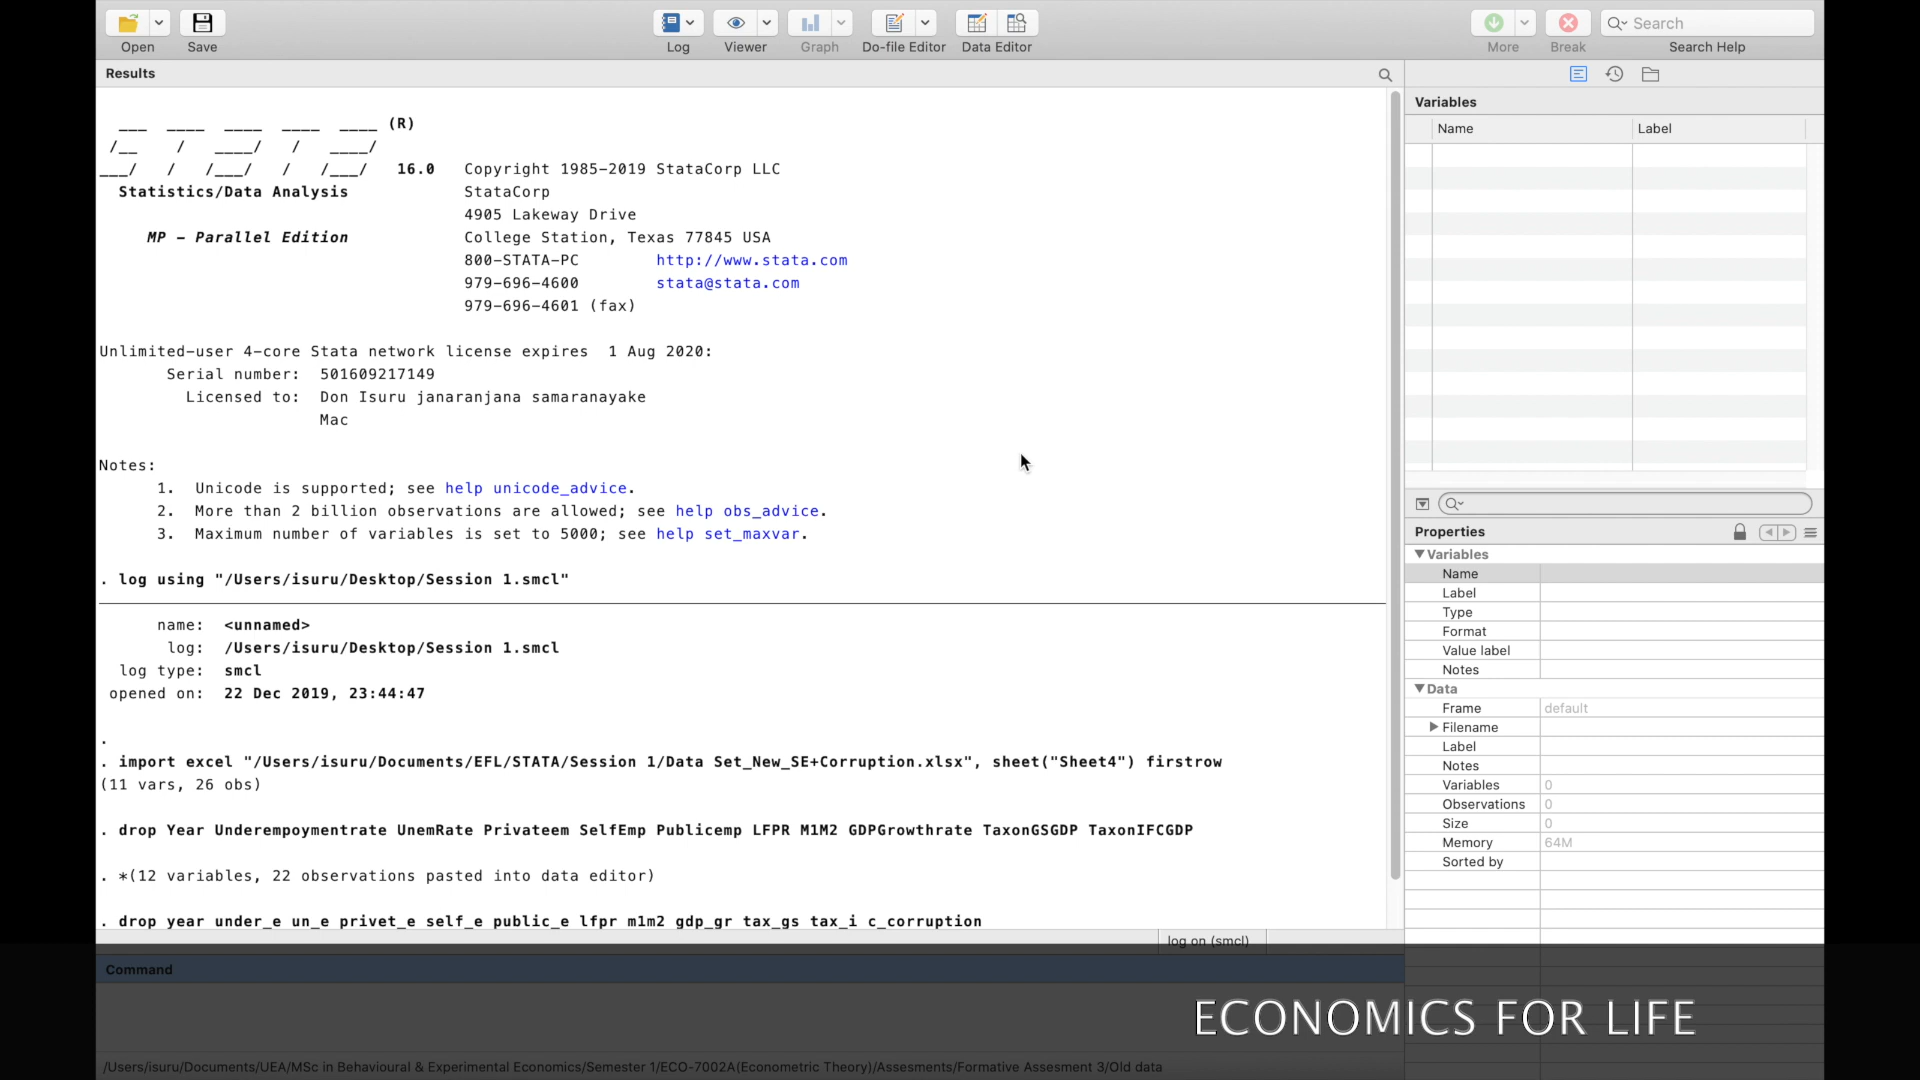 Open Save Log Viewer Graph Do-file Editor Data Editor More Break Search Search Help
Results
Variables
Name Label
(R)
16.0 Copyright 1985-2019 StataCorp LLC
Statistics/Data Analysis StataCorp
4905 Lakeway Drive
MP - Parallel Edition College Station, Texas 77845 USA
800-STATA-PC http://www.stata.com
979-696-4600 stata@stata.com
979-696-4601 (fax)
Unlimited-user 4-core Stata network license expires 1 Aug 2020:
Serial number: 501609217149
Licensed to: Don Isuru janaranjana samaranayake
Mac
Notes:
1. Unicode is supported; see help unicode_advice.
2. More than 2 billion observations are allowed; see help obs_advice.
3. Maximum number of variables is set to 5000; see help set_maxvar.
. log using "/Users/isuru/Desktop/Session 1.smcl"
name: <unnamed>
log: /Users/isuru/Desktop/Session 1.smcl
log type: smcl
opened on: 22 Dec 2019, 23:44:47
.
. import excel "/Users/isuru/Documents/EFL/STATA/Session 1/Data Set_New_SE+Corruption.xlsx", sheet("Sheet4") firstrow
(11 vars, 26 obs)
. drop Year Underempoymentrate UnemRate Privateem SelfEmp Publicemp LFPR M1M2 GDPGrowthrate TaxonGSGDP TaxonIFCGDP
. *(12 variables, 22 observations pasted into data editor)
. drop year under_e un_e privet_e self_e public_e lfpr m1m2 gdp_gr tax_gs tax_i c_corruption
log on (smcl)
Properties
Variables
Name
Label
Type
Format
Value label
Notes
Data
Frame default
Filename
Label
Notes
Variables 0
Observations 0
Size 0
Memory 64M
Sorted by
Command
ECONOMICS FOR LIFE
/Users/isuru/Documents/UEA/MSc in Behavioural & Experimental Economics/Semester 1/ECO-7002A(Econometric Theory)/Assesments/Formative Assesment 3/Old data